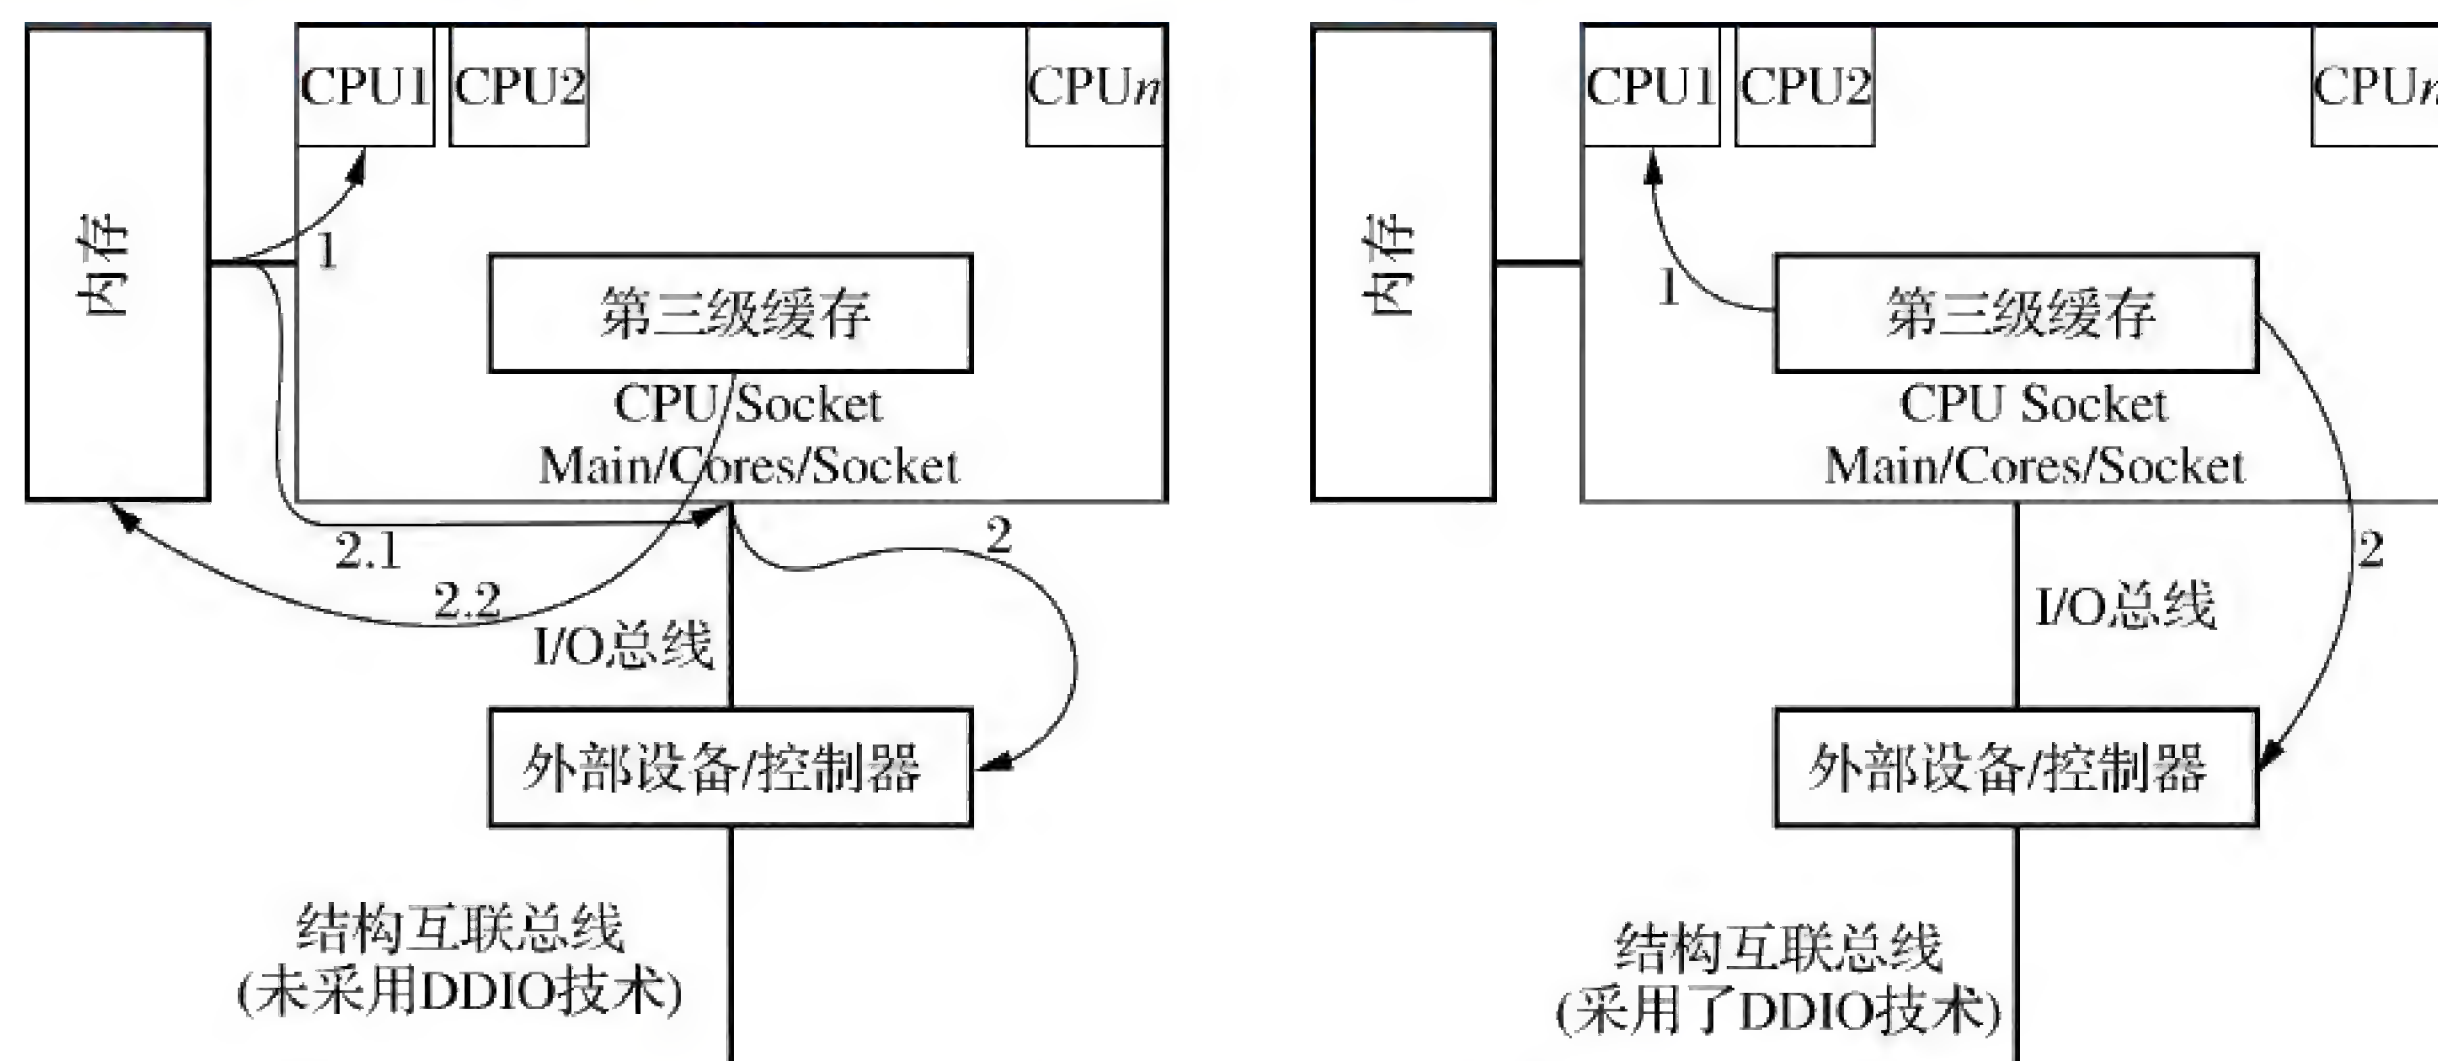 CPU1
CPU2
CPUn
内存
1
第三级缓存
CPU Socket
Main/Cores/Socket
2.1
2.2
2
I/O总线
外部设备/控制器
结构互联总线
(未采用DDIO技术)
CPU1
CPU2
CPUn
内存
1
第三级缓存
CPU Socket
Main/Cores/Socket
2
I/O总线
外部设备/控制器
结构互联总线
(采用了DDIO技术)